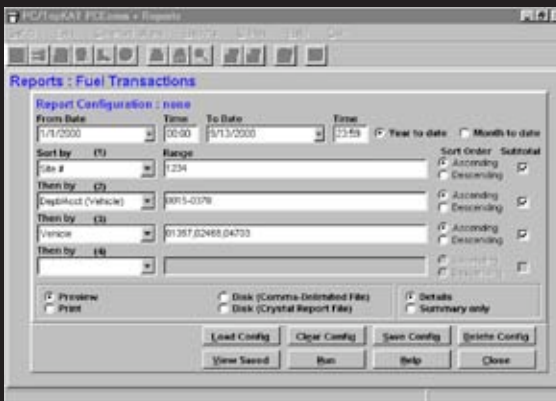 PC/TopKAT PCComm - Reports
Reports : Fuel Transactions
Report Configuration : none
From Date Time To Date Time
1/1/2000 00:00 9/13/2000 23:59 Year to date Month to date
Sort by (1) Range Sort Order Subtotal
Site # 1234 Ascending
Descending
Then by (2)
Dept/Acct (Vehicle) 0015-0378 Ascending
Descending
Then by (3)
Vehicle 01367,02468,04703 Ascending
Descending
Then by (4)
Ascending
Descending
Preview Disk (Comma-Delimited File) Details
Print Disk (Crystal Report File) Summary only
Load Config Clear Config Save Config Delete Config
View Saved Run Help Close